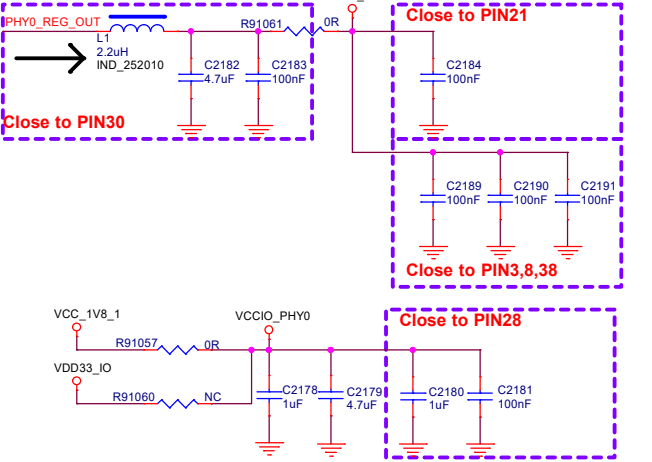 PHY0_REG_OUT
L1
2.2uH
IND_252010
R91061
0R
Close to PIN21
C2182
4.7uF
C2183
100nF
C2184
100nF
Close to PIN30
C2189
100nF
C2190
100nF
C2191
100nF
Close to PIN3,8,38
VCC_1V8_1
VCCIO_PHY0
Close to PIN28
R91057
0R
VDD33_IO
R91060
NC
C2178
1uF
C2179
4.7uF
C2180
1uF
C2181
100nF